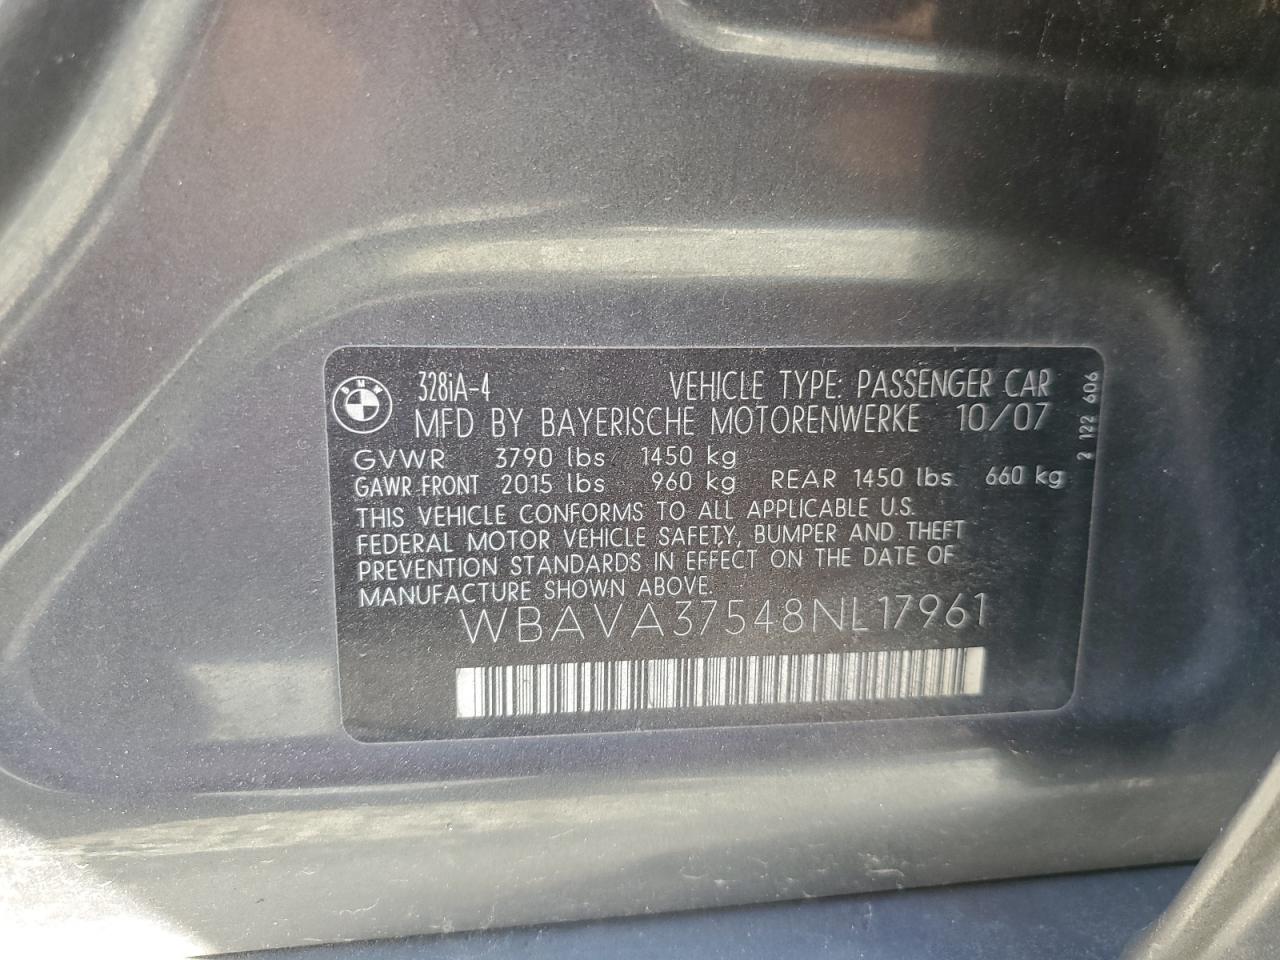 BMW
328iA-4 VEHICLE TYPE: PASSENGER CAR
MFD BY BAYERISCHE MOTORENWERKE 10/07
GVWR 3790 lbs 1450 kg
GAWR FRONT 2015 lbs 960 kg REAR 1450 lbs 660 kg
THIS VEHICLE CONFORMS TO ALL APPLICABLE U.S.
FEDERAL MOTOR VEHICLE SAFETY, BUMPER AND THEFT
PREVENTION STANDARDS IN EFFECT ON THE DATE OF
MANUFACTURE SHOWN ABOVE.
WBAVA37548NL17961
2 122 606